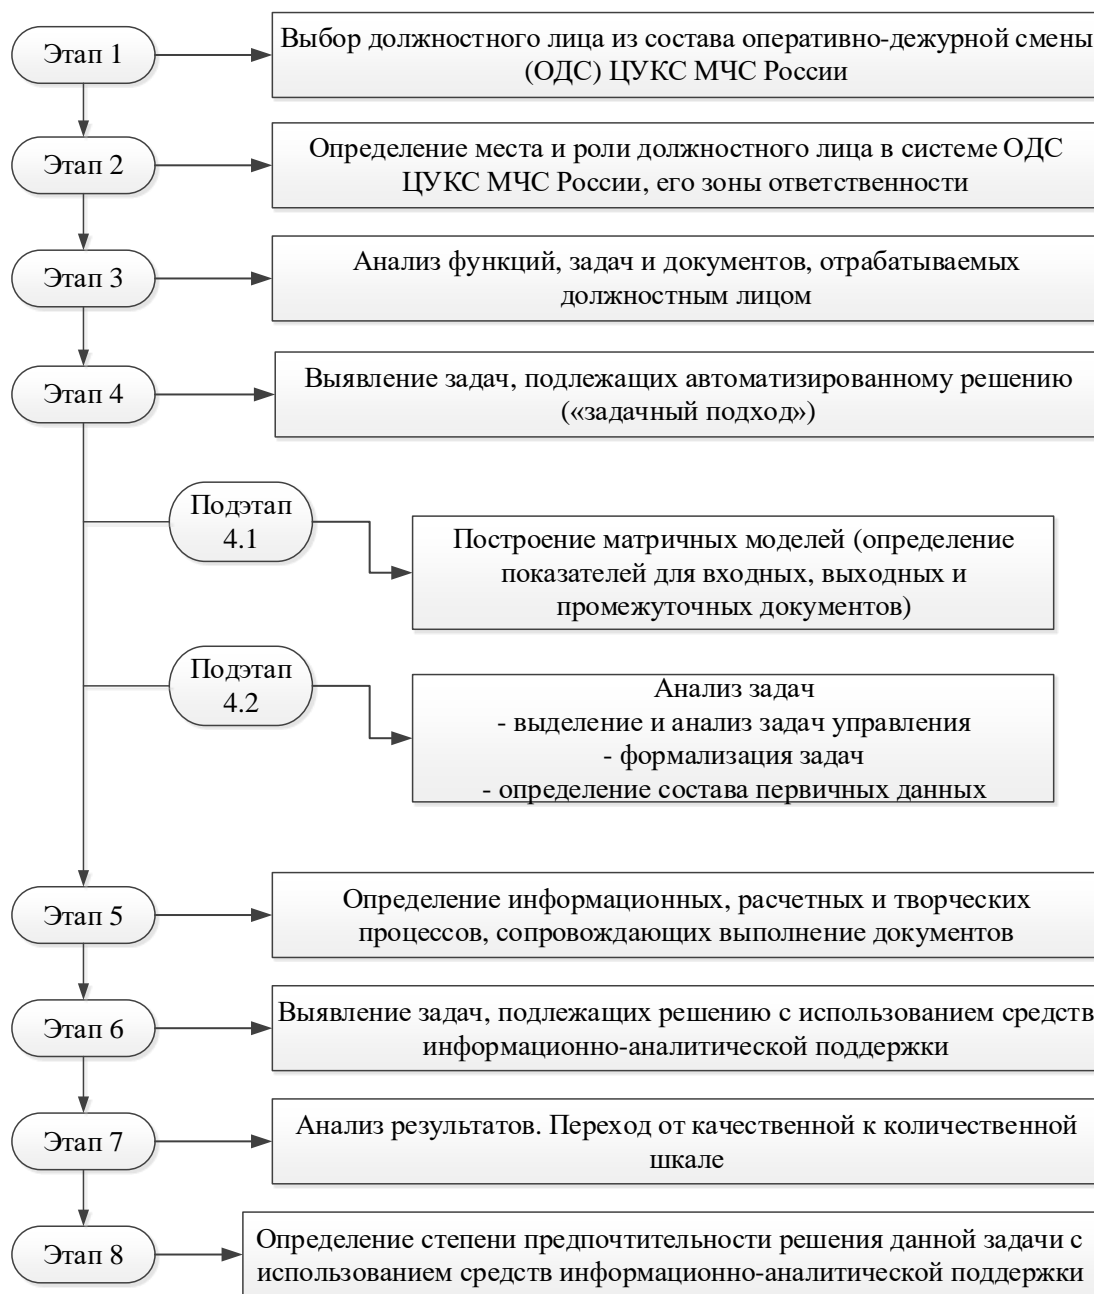 Этап 1
Выбор должностного лица из состава оперативно-дежурной смены
(ОДС) ЦУКС МЧС России
Этап 2
Определение места и роли должностного лица в системе ОДС
ЦУКС МЧС России, его зоны ответственности
Этап 3
Анализ функций, задач и документов, отрабатываемых
должностным лицом
Этап 4
Выявление задач, подлежащих автоматизированному решению
(«задачный подход»)
Подэтап
4.1
Построение матричных моделей (определение
показателей для входных, выходных и
промежуточных документов)
Подэтап
4.2
Анализ задач
- выделение и анализ задач управления
- формализация задач
- определение состава первичных данных
Этап 5
Определение информационных, расчетных и творческих
процессов, сопровождающих выполнение документов
Этап 6
Выявление задач, подлежащих решению с использованием средств
информационно-аналитической поддержки
Этап 7
Анализ результатов. Переход от качественной к количественной
шкале
Этап 8
Определение степени предпочтительности решения данной задачи с
использованием средств информационно-аналитической поддержки